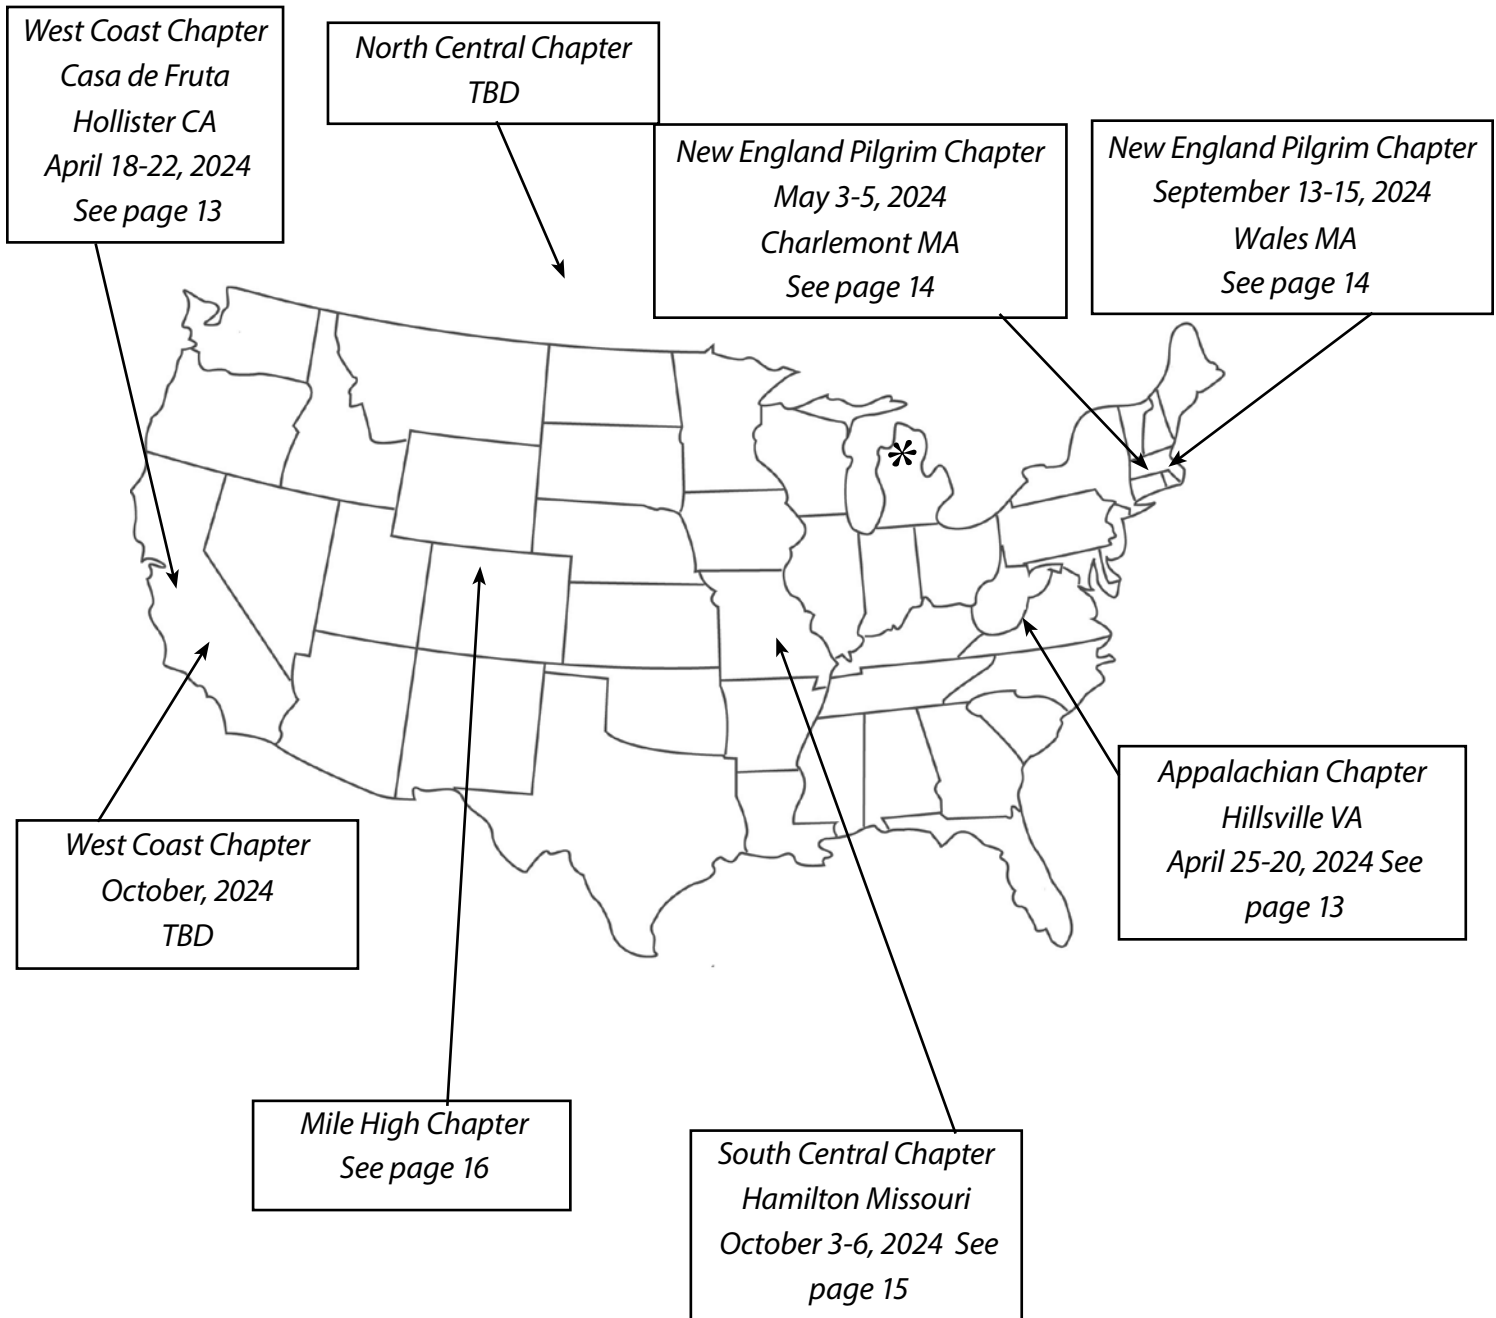 West Coast Chapter
Casa de Fruta
Hollister CA
April 18-22, 2024
See page 13
North Central Chapter
TBD
New England Pilgrim Chapter
May 3-5, 2024
Charlemont MA
See page 14
New England Pilgrim Chapter
September 13-15, 2024
Wales MA
See page 14
*
Appalachian Chapter
Hillsville VA
April 25-20, 2024 See
page 13
West Coast Chapter
October, 2024
TBD
Mile High Chapter
See page 16
South Central Chapter
Hamilton Missouri
October 3-6, 2024  See
page 15